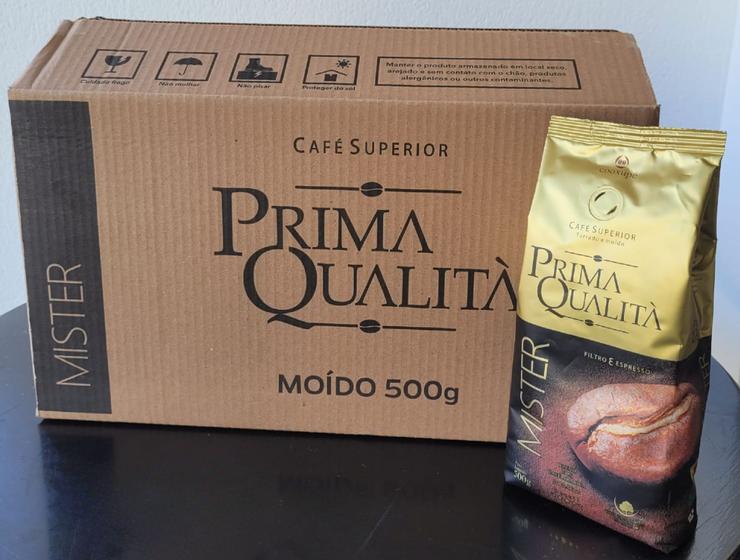 Cuidado frágil
Não molhar
Não pisar
Proteger do sol
Manter o produto armazenado em local seco,
arejado e sem contato com o chão, produtos
alergênicos ou outros contaminantes.
CAFÉ SUPERIOR
PRIMA
QUALITÀ
MOÍDO 500g
MISTER
cooxupé
CAFÉ SUPERIOR
Torrado e moído
PRIMA
QUALITÀ
FILTRO E ESPRESSO
MISTER
500g